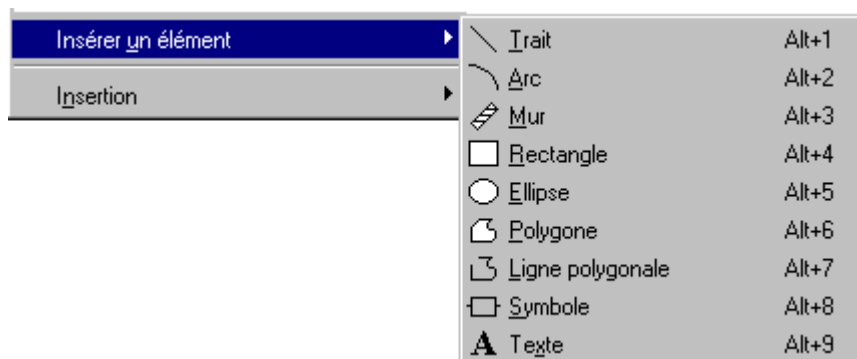 Insérer un élément
Insertion
Trait Alt+1
Arc Alt+2
Mur Alt+3
Rectangle Alt+4
Ellipse Alt+5
Polygone Alt+6
Ligne polygonale Alt+7
Symbole Alt+8
A Texte Alt+9